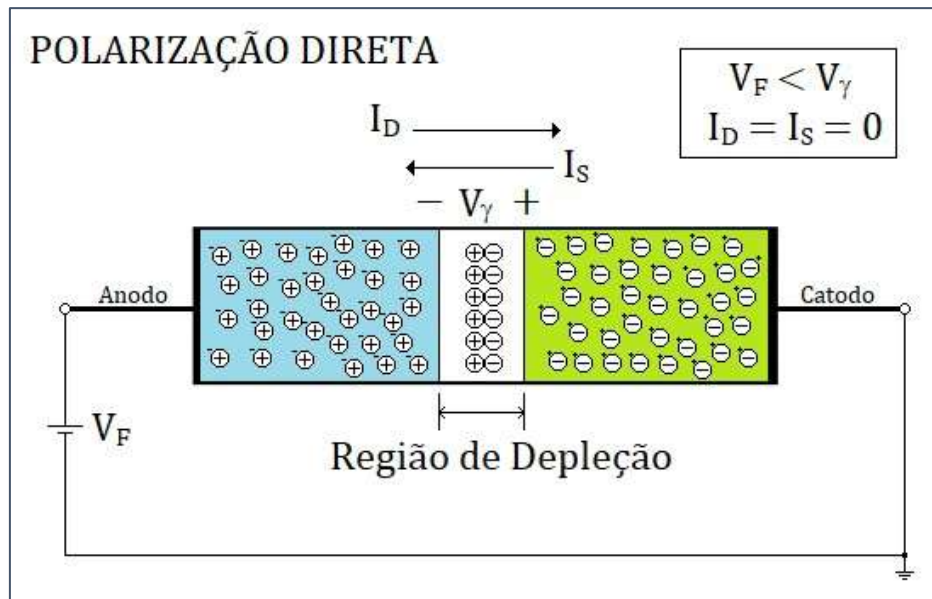 POLARIZAÇÃO DIRETA
V_F < V_γ
I_D = I_S = 0
I_D
I_S
− V_γ +
Anodo
Catodo
V_F
Região de Depleção